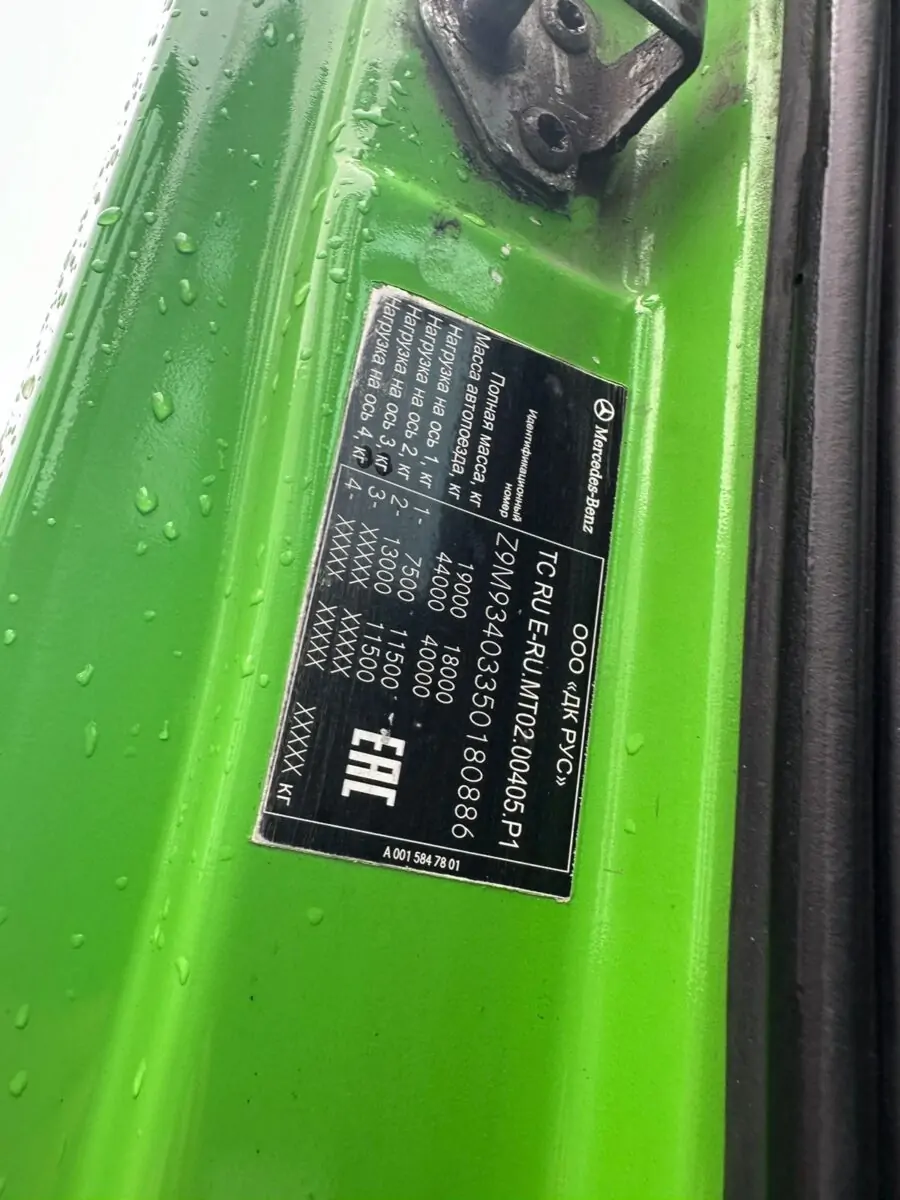 Mercedes-Benz
ООО «ДК РУС»
TC RU E-RU.MT02.00405.P1
Идентификационный номер
Z9M93403350180886
Полная масса, кг 19000 18000
Масса автопоезда, кг 44000 40000
Нагрузка на ось 1, кг 1- 7500 11500
Нагрузка на ось 2, кг 2- 13000 11500
Нагрузка на ось 3, кг 3- XXXXX XXXXX
Нагрузка на ось 4, кг 4- XXXXX XXXXX XXXXX кг
EAC
A 001 584 78 01